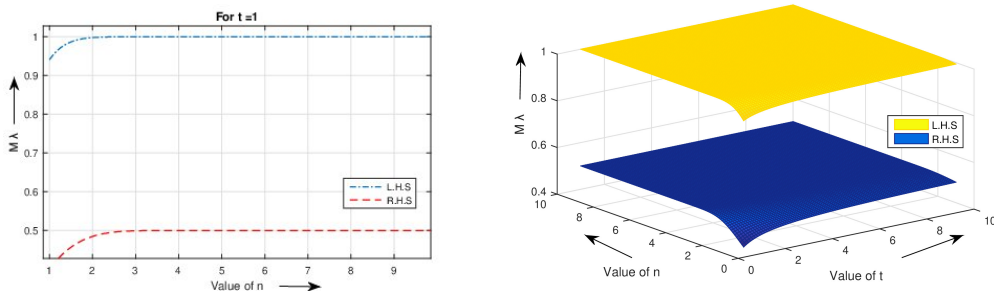 For t =1
1
0.9
0.8
0.7
0.6
0.5
M λ
L.H.S
R.H.S
1 2 3 4 5 6 7 8 9
Value of n
1
0.8
0.6
0.4
M λ
L.H.S
R.H.S
10 8 6 4 2 0
0 2 4 6 8 10
Value of n
Value of t